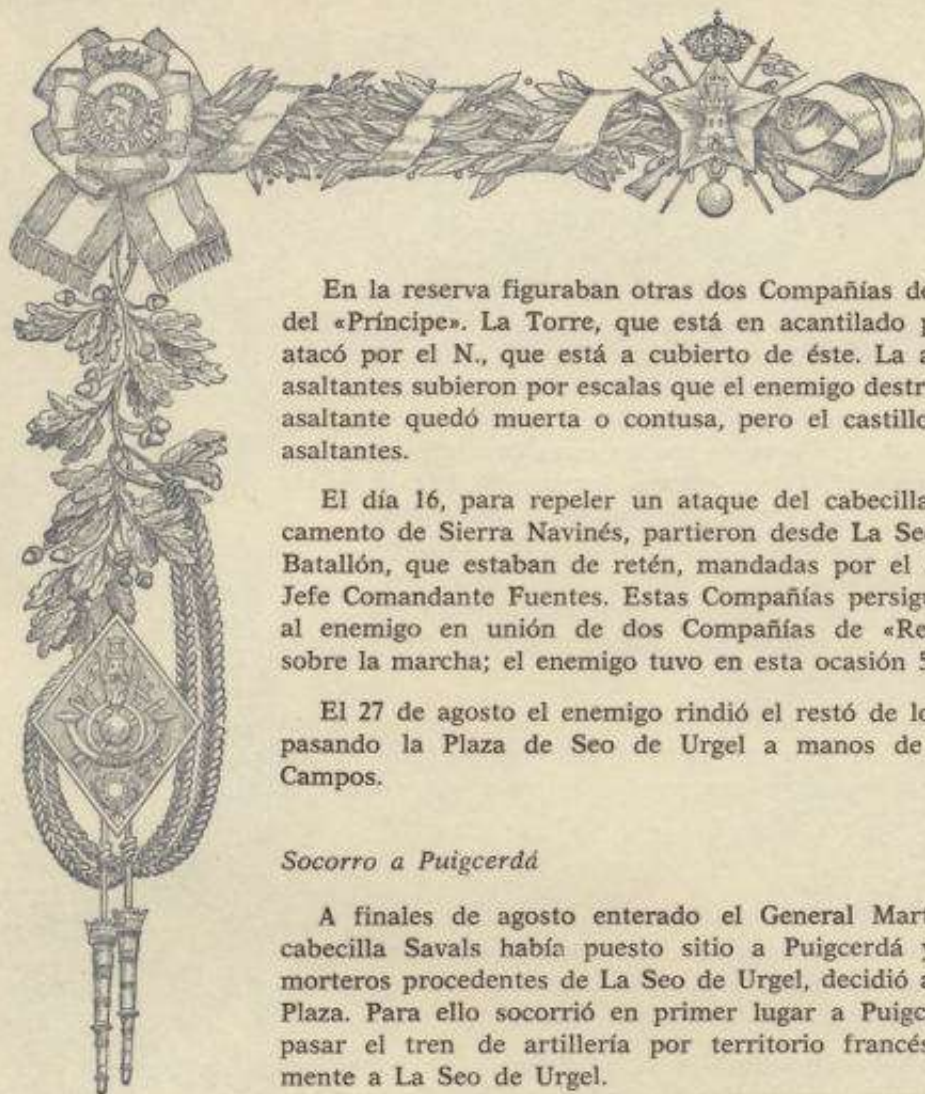 En la reserva figuraban otras dos Compañías de
del «Príncipe». La Torre, que está en acantilado p
atacó por el N., que está a cubierto de éste. La a
asaltantes subieron por escalas que el enemigo destr
asaltante quedó muerta o contusa, pero el castillo
asaltantes.
El día 16, para repeler un ataque del cabecilla
camento de Sierra Navinés, partieron desde La Se
Batallón, que estaban de retén, mandadas por el
Jefe Comandante Fuentes. Estas Compañías persigu
al enemigo en unión de dos Compañías de «Re
sobre la marcha; el enemigo tuvo en esta ocasión 5
El 27 de agosto el enemigo rindió el restó de lo
pasando la Plaza de Seo de Urgel a manos de
Campos.
Socorro a Puigcerdá
A finales de agosto enterado el General Mart
cabecilla Savals había puesto sitio a Puigcerdá y
morteros procedentes de La Seo de Urgel, decidió a
Plaza. Para ello socorrió en primer lugar a Puigc
pasar el tren de artillería por territorio francés
mente a La Seo de Urgel.